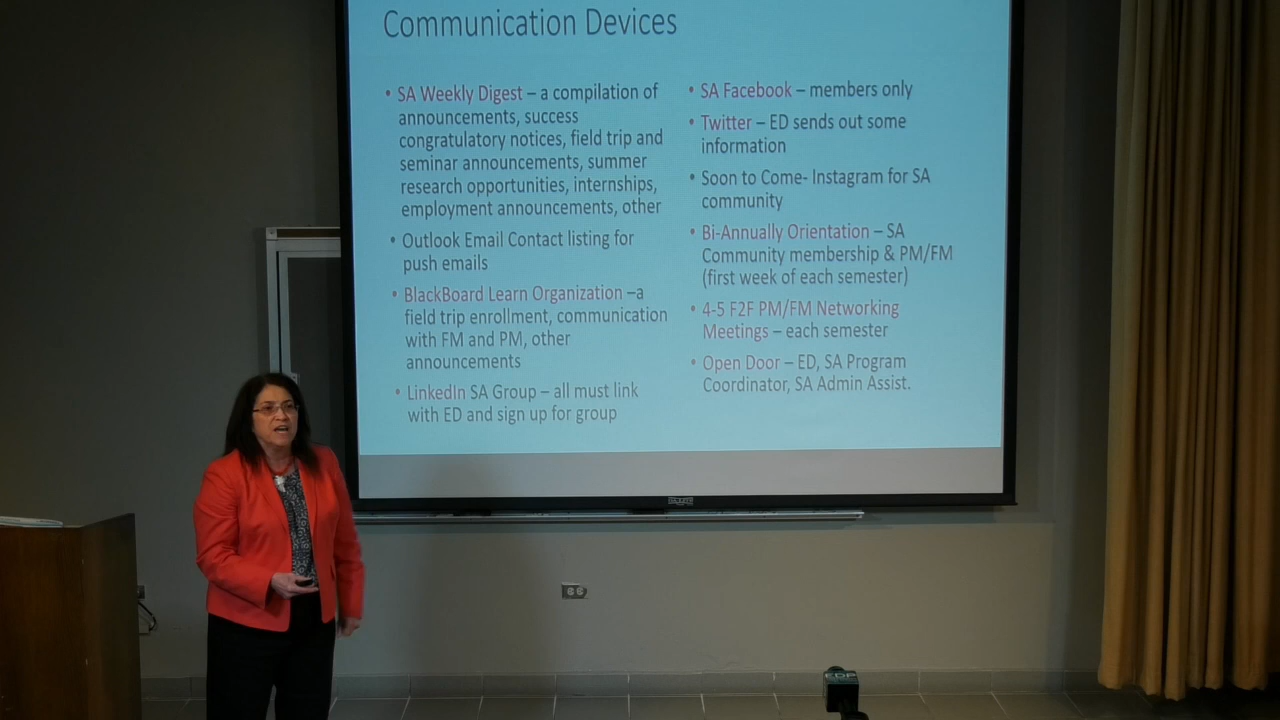 Communication Devices
• SA Weekly Digest – a compilation of
announcements, success
congratulatory notices, field trip and
seminar announcements, summer
research opportunities, internships,
employment announcements, other
• Outlook Email Contact listing for
push emails
• BlackBoard Learn Organization –a
field trip enrollment, communication
with FM and PM, other
announcements
• LinkedIn SA Group – all must link
with ED and sign up for group
• SA Facebook – members only
• Twitter – ED sends out some
information
• Soon to Come- Instagram for SA
community
• Bi-Annually Orientation – SA
Community membership & PM/FM
(first week of each semester)
• 4-5 F2F PM/FM Networking
Meetings – each semester
• Open Door – ED, SA Program
Coordinator, SA Admin Assist.